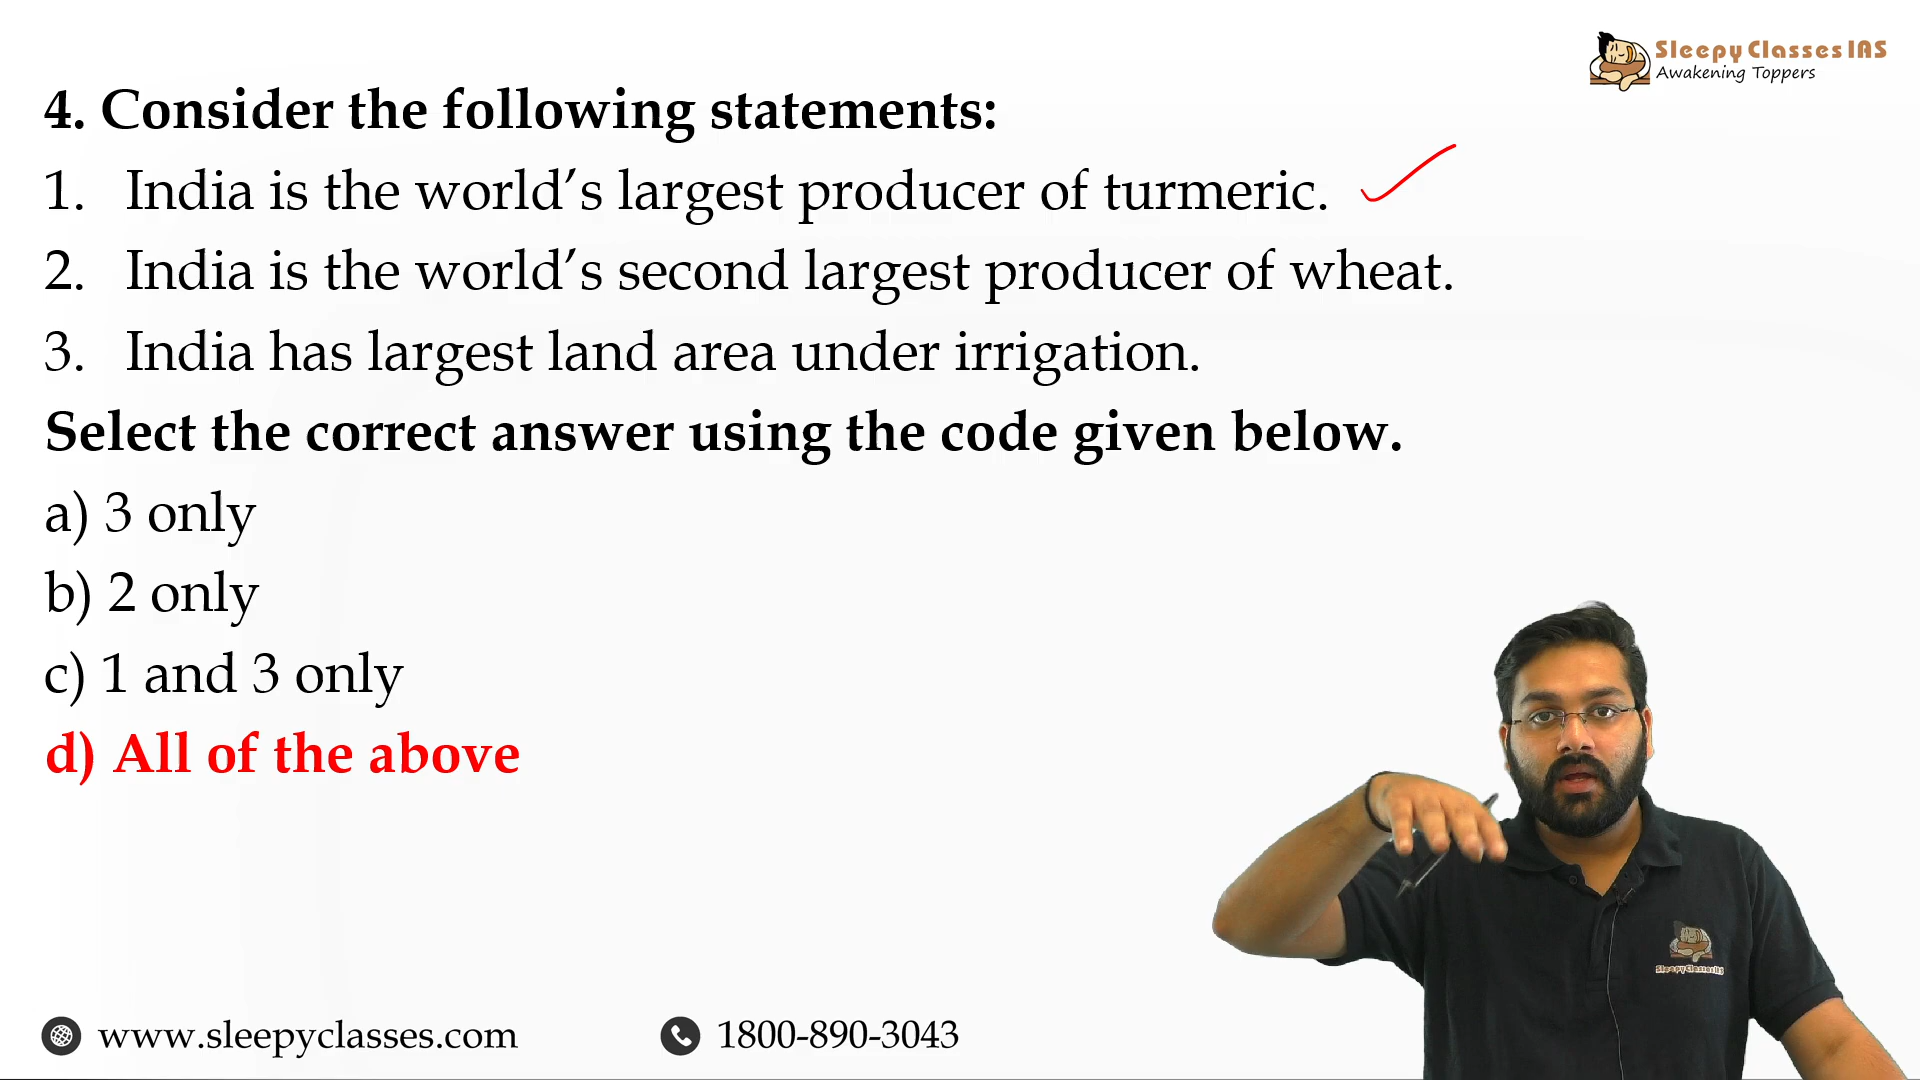 Sleepy Classes IAS
Awakening Toppers
4. Consider the following statements:
1. India is the world’s largest producer of turmeric.
2. India is the world’s second largest producer of wheat.
3. India has largest land area under irrigation.
Select the correct answer using the code given below.
a) 3 only
b) 2 only
c) 1 and 3 only
d) All of the above
Sleepy Classes IAS
www.sleepyclasses.com
1800-890-3043